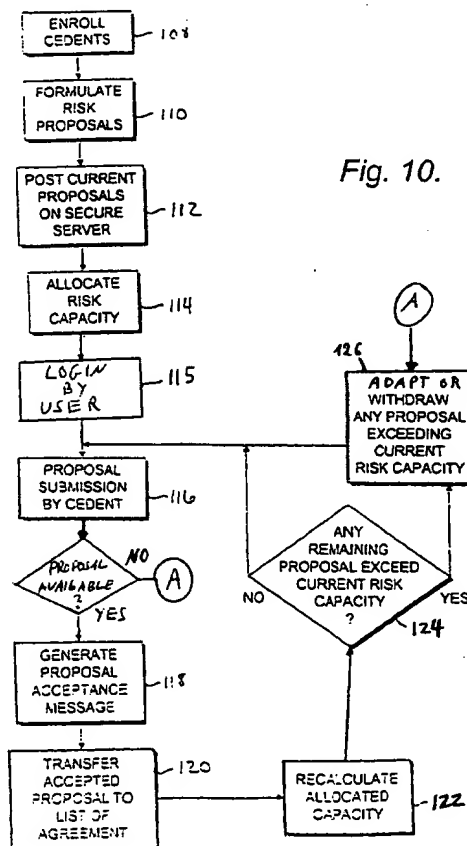 ENROLL
CEDENTS
108
FORMULATE
RISK
PROPOSALS
110
Fig. 10.
POST CURRENT
PROPOSALS
ON SECURE
SERVER
112
ALLOCATE
RISK
CAPACITY
114
A
LOGIN
BY
USER
115
126
ADAPT OR
WITHDRAW
ANY PROPOSAL
EXCEEDING
CURRENT
RISK CAPACITY
PROPOSAL
SUBMISSION
BY CEDENT
116
PROPOSAL
AVAILABLE
?
NO
A
YES
ANY
REMAINING
PROPOSAL EXCEED
CURRENT RISK
CAPACITY
?
NO
YES
124
GENERATE
PROPOSAL
ACCEPTANCE
MESSAGE
118
TRANSFER
ACCEPTED
PROPOSAL TO
LIST OF
AGREEMENT
120
RECALCULATE
ALLOCATED
CAPACITY
122